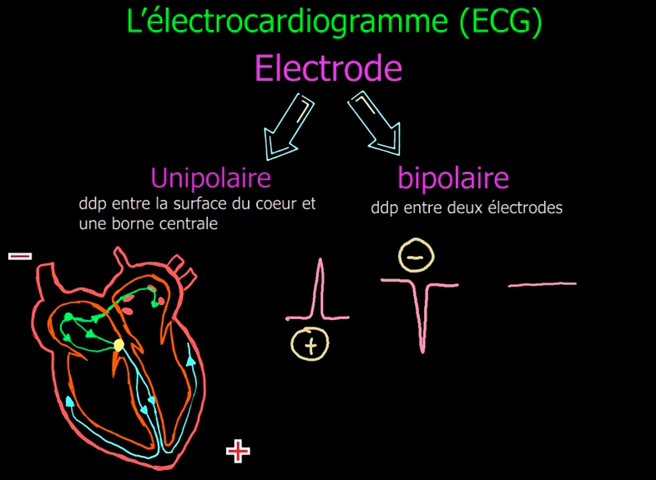 L'électrocardiogramme (ECG)
Electrode
Unipolaire
ddp entre la surface du coeur et
une borne centrale
bipolaire
ddp entre deux électrodes
−
−
+
+